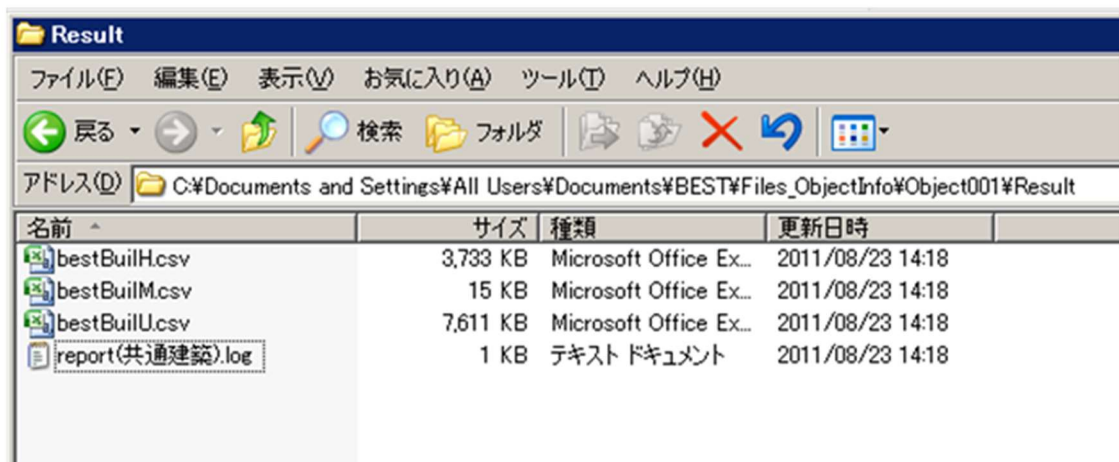 Result
ファイル(F) 編集(E) 表示(V) お気に入り(A) ツール(T) ヘルプ(H)
戻る 検索 フォルダ
アドレス(D) C:¥Documents and Settings¥All Users¥Documents¥BEST¥Files_ObjectInfo¥Object001¥Result
名前 サイズ 種類 更新日時
bestBuilH.csv 3,733 KB Microsoft Office Ex... 2011/08/23 14:18
bestBuilM.csv 15 KB Microsoft Office Ex... 2011/08/23 14:18
bestBuilU.csv 7,611 KB Microsoft Office Ex... 2011/08/23 14:18
report(共通建築).log 1 KB テキスト ドキュメント 2011/08/23 14:18